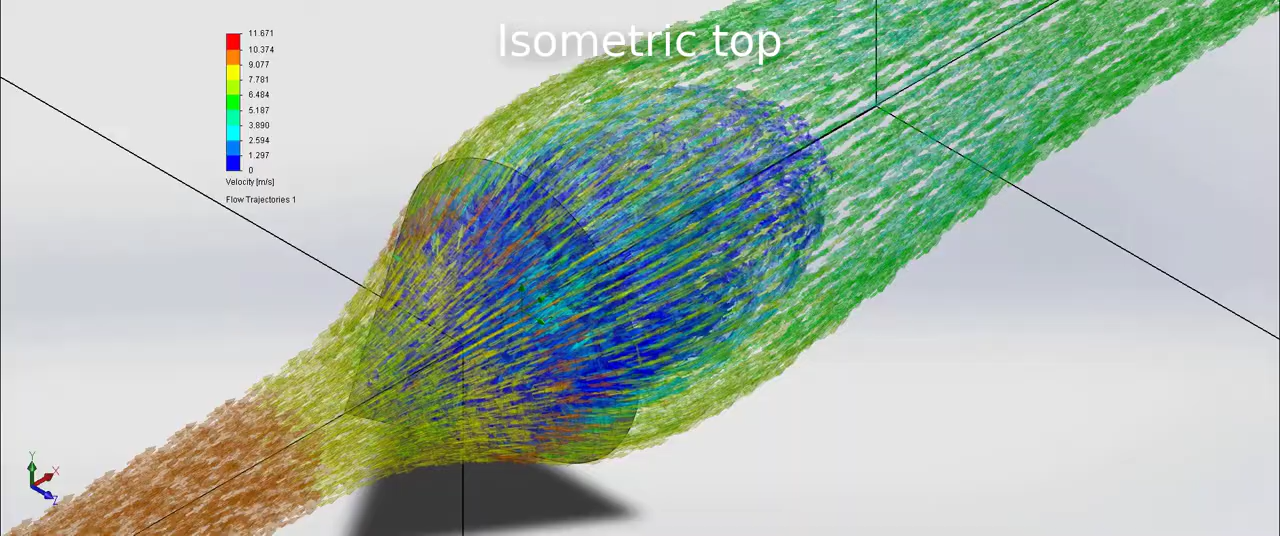 Isometric top
11.671
10.374
9.077
7.781
6.484
5.187
3.890
2.594
1.297
0
Velocity [m/s]
Flow Trajectories 1
Y
X
Z